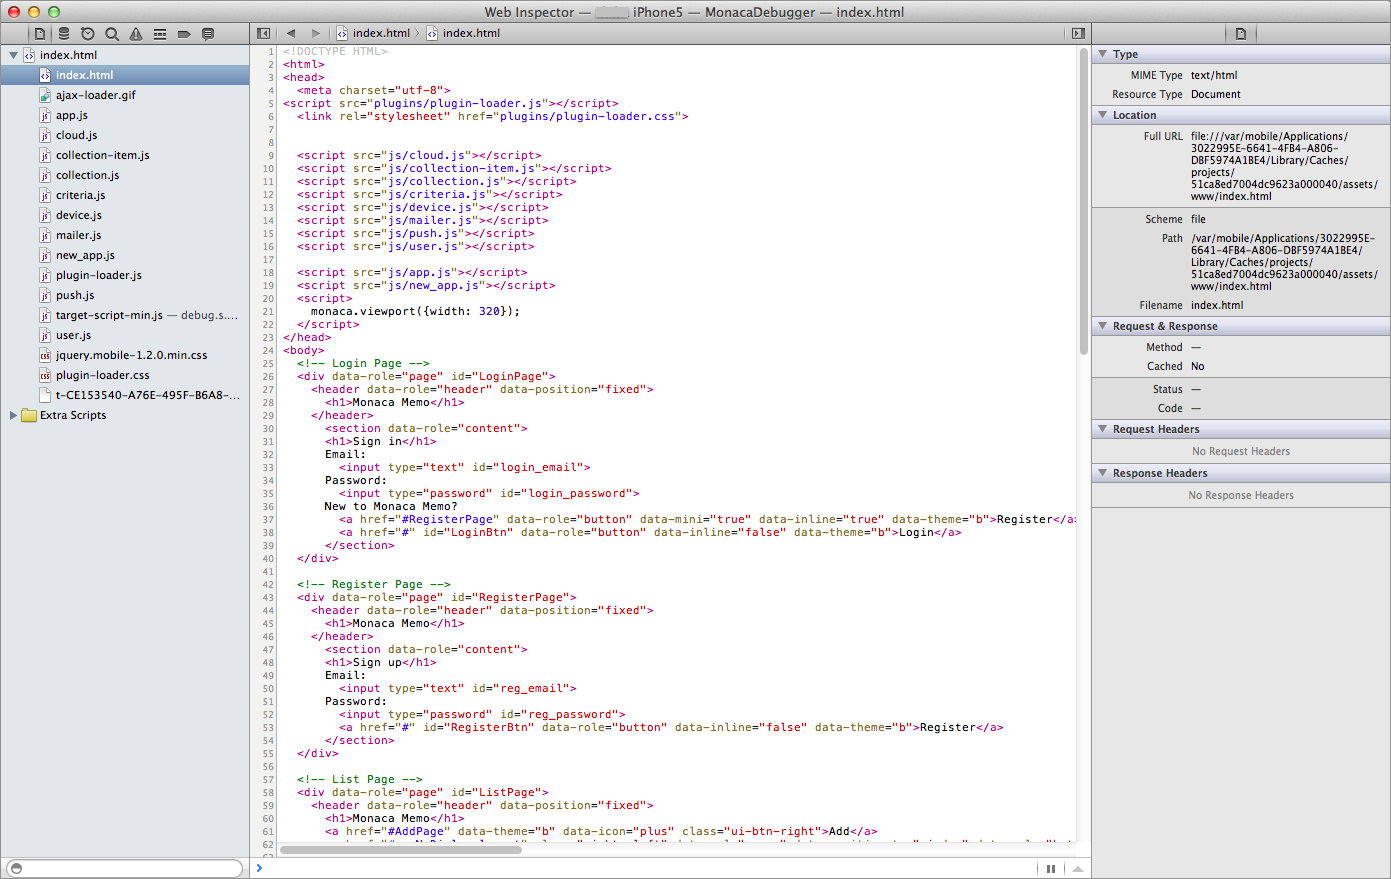 Web Inspector — iPhone5 — MonacaDebugger — index.html
index.html
index.html
ajax-loader.gif
app.js
cloud.js
collection-item.js
collection.js
criteria.js
device.js
mailer.js
new_app.js
plugin-loader.js
push.js
target-script-min.js — debug.s....
user.js
jquery.mobile-1.2.0.min.css
plugin-loader.css
t-CE153540-A76E-495F-B6A8-...
Extra Scripts
index.html 〉 index.html
1 <!DOCTYPE HTML>
2 <html>
3 <head>
4 <meta charset="utf-8">
5 <script src="plugins/plugin-loader.js"></script>
6 <link rel="stylesheet" href="plugins/plugin-loader.css">
7
8
9 <script src="js/cloud.js"></script>
10 <script src="js/collection-item.js"></script>
11 <script src="js/collection.js"></script>
12 <script src="js/criteria.js"></script>
13 <script src="js/device.js"></script>
14 <script src="js/mailer.js"></script>
15 <script src="js/push.js"></script>
16 <script src="js/user.js"></script>
17
18 <script src="js/app.js"></script>
19 <script src="js/new_app.js"></script>
20 <script>
21 monaca.viewport({width: 320});
22 </script>
23 </head>
24 <body>
25 <!-- Login Page -->
26 <div data-role="page" id="LoginPage">
27 <header data-role="header" data-position="fixed">
28 <h1>Monaca Memo</h1>
29 </header>
30 <section data-role="content">
31 <h1>Sign in</h1>
32 Email:
33 <input type="text" id="login_email">
34 Password:
35 <input type="password" id="login_password">
36 New to Monaca Memo?
37 <a href="#RegisterPage" data-role="button" data-mini="true" data-inline="true" data-theme="b">Register</a>
38 <a href="#" id="LoginBtn" data-role="button" data-inline="false" data-theme="b">Login</a>
39 </section>
40 </div>
41
42 <!-- Register Page -->
43 <div data-role="page" id="RegisterPage">
44 <header data-role="header" data-position="fixed">
45 <h1>Monaca Memo</h1>
46 </header>
47 <section data-role="content">
48 <h1>Sign up</h1>
49 Email:
50 <input type="text" id="reg_email">
51 Password:
52 <input type="password" id="reg_password">
53 <a href="#" id="RegisterBtn" data-role="button" data-inline="false" data-theme="b">Register</a>
54 </section>
55 </div>
56
57 <!-- List Page -->
58 <div data-role="page" id="ListPage">
59 <header data-role="header" data-position="fixed">
60 <h1>Monaca Memo</h1>
61 <a href="#AddPage" data-theme="b" data-icon="plus" class="ui-btn-right">Add</a>
62
Type
MIME Type text/html
Resource Type Document
Location
Full URL file:///var/mobile/Applications/
3022995E-6641-4FB4-A806-
DBF5974A1BE4/Library/Caches/
projects/
51ca8ed7004dc9623a000040/assets/
www/index.html
Scheme file
Path /var/mobile/Applications/3022995E-
6641-4FB4-A806-DBF5974A1BE4/
Library/Caches/projects/
51ca8ed7004dc9623a000040/assets/
www/index.html
Filename index.html
Request & Response
Method —
Cached No
Status —
Code —
Request Headers
No Request Headers
Response Headers
No Response Headers